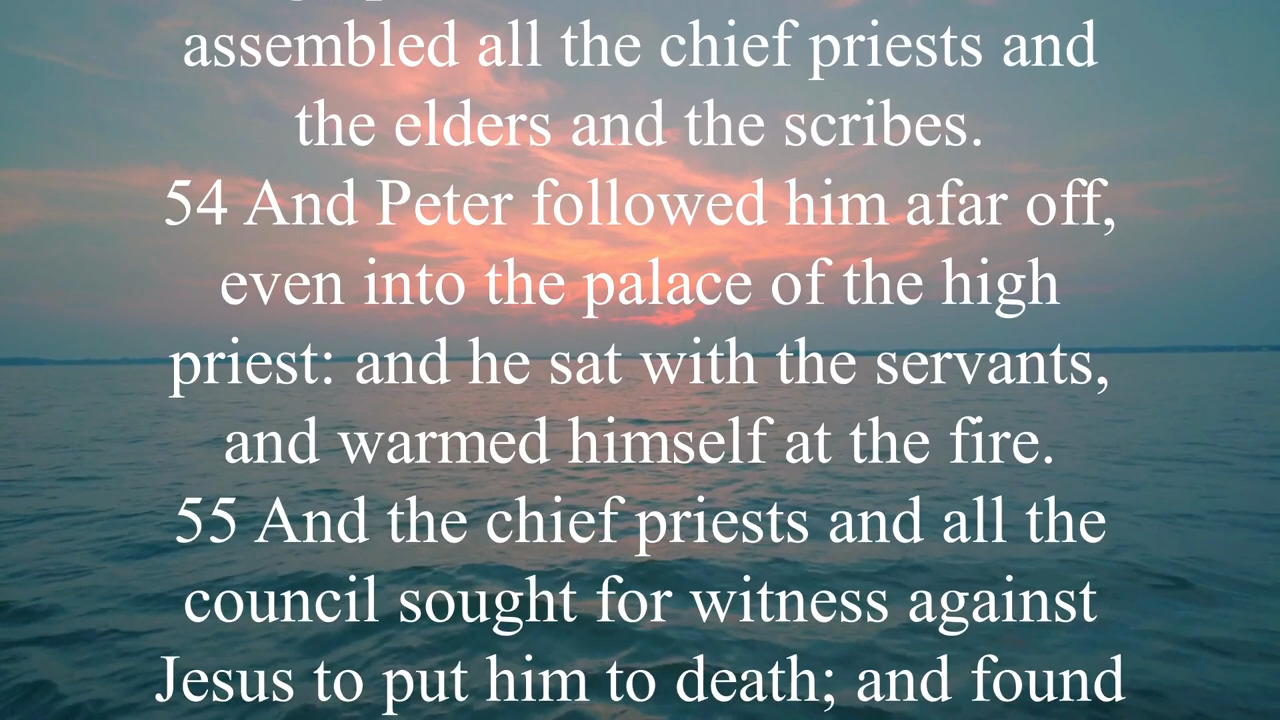 assembled all the chief priests and
the elders and the scribes.
54 And Peter followed him afar off,
even into the palace of the high
priest: and he sat with the servants,
and warmed himself at the fire.
55 And the chief priests and all the
council sought for witness against
Jesus to put him to death; and found